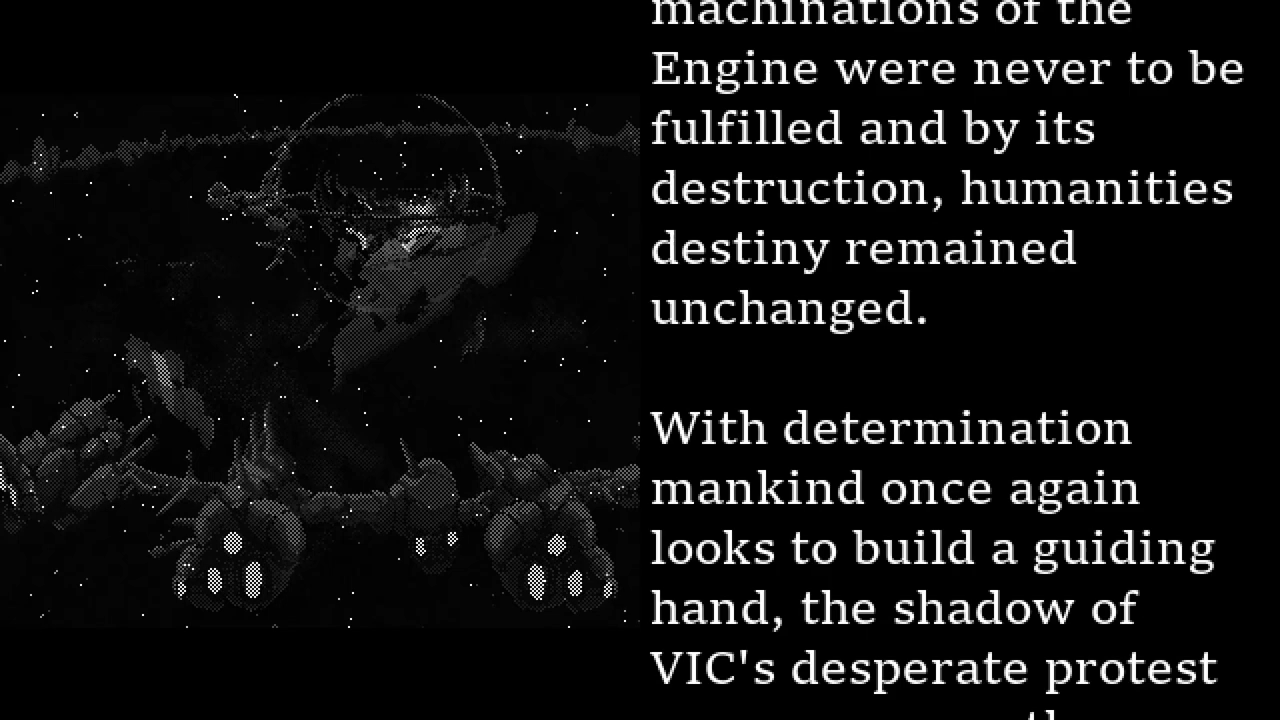 machinations of the
Engine were never to be
fulfilled and by its
destruction, humanities
destiny remained
unchanged.
With determination
mankind once again
looks to build a guiding
hand, the shadow of
VIC's desperate protest